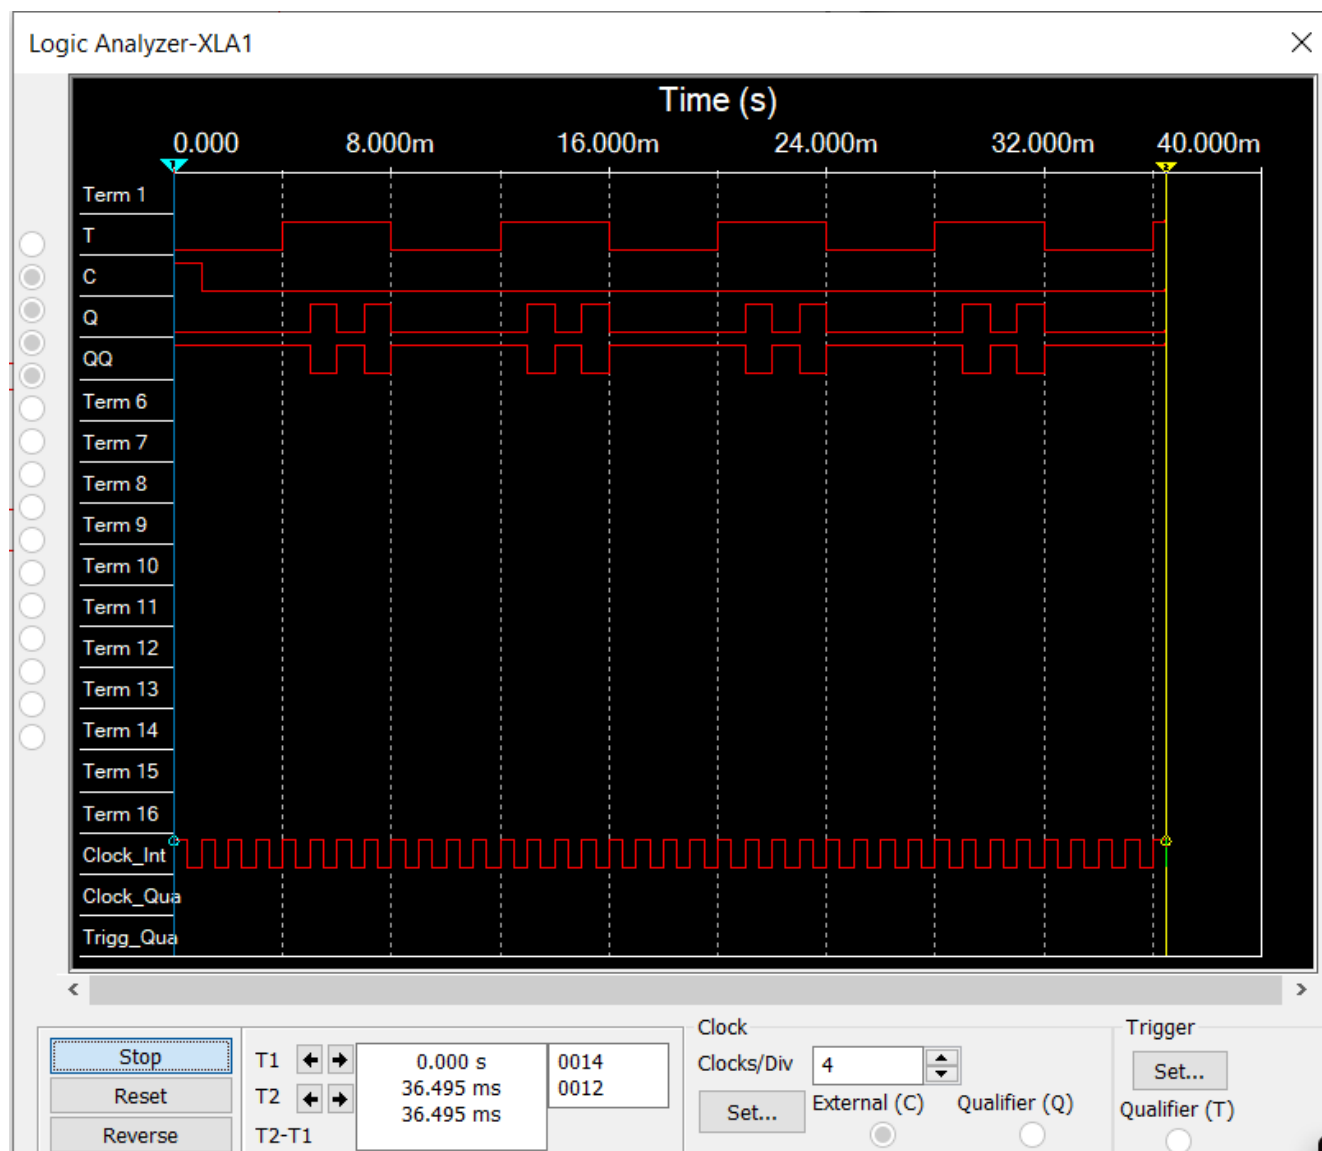 Logic Analyzer-XLA1
Time (s)
0.000 8.000m 16.000m 24.000m 32.000m 40.000m
Term 1
T
C
Q
QQ
Term 6
Term 7
Term 8
Term 9
Term 10
Term 11
Term 12
Term 13
Term 14
Term 15
Term 16
Clock_Int
Clock_Qua
Trigg_Qua
Stop
Reset
Reverse
T1 0.000 s 0014
T2 36.495 ms 0012
T2-T1 36.495 ms
Clock
Clocks/Div 4
Set... External (C) Qualifier (Q)
Trigger
Set...
Qualifier (T)